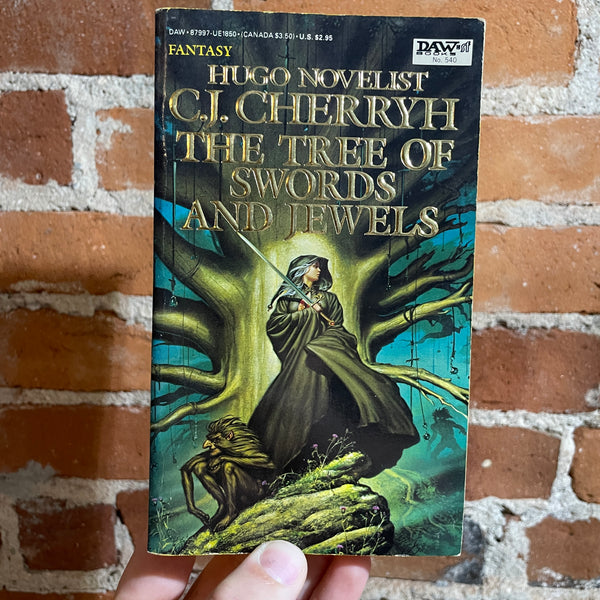 DAW • 87997-UE1850 • (CANADA $3.50) • U.S. $2.95
FANTASY
DAW
BOOKS
No. 540
HUGO NOVELIST
C.J. CHERRYH
THE TREE OF
SWORDS
AND JEWELS